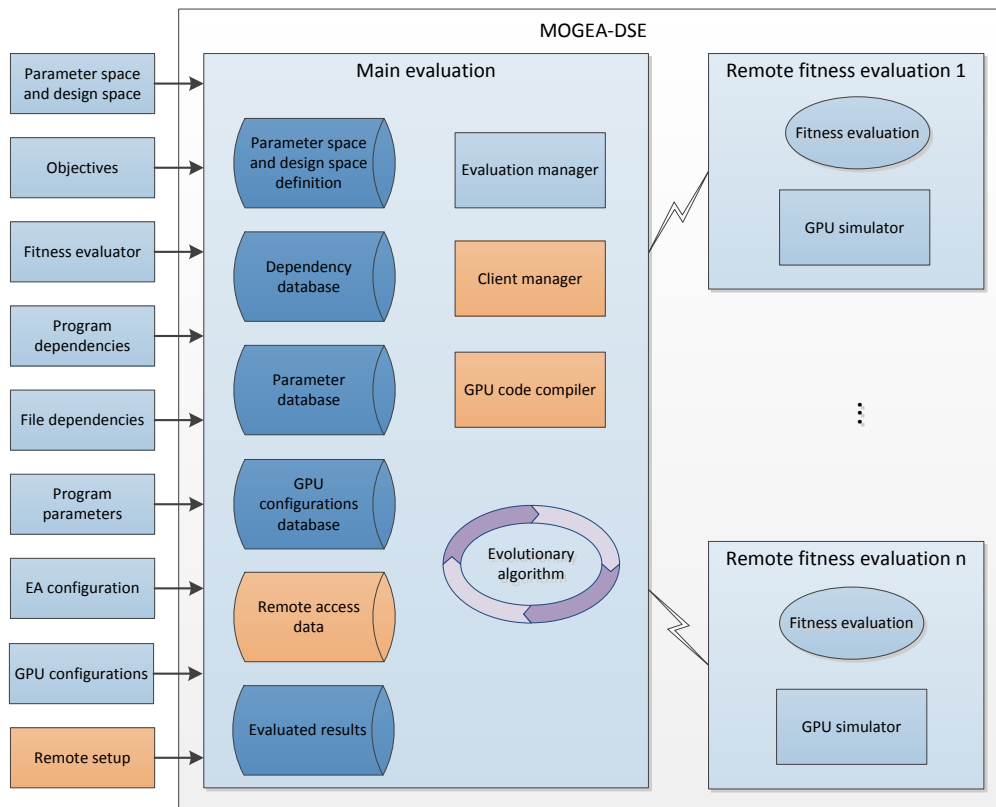 MOGEA-DSE
Parameter space
and design space
Objectives
Fitness evaluator
Program
dependencies
File dependencies
Program
parameters
EA configuration
GPU configurations
Remote setup
Main evaluation
Parameter space
and design space
definition
Dependency
database
Parameter
database
GPU
configurations
database
Remote access
data
Evaluated results
Evaluation manager
Client manager
GPU code compiler
Evolutionary
algorithm
Remote fitness evaluation 1
Fitness evaluation
GPU simulator
Remote fitness evaluation n
Fitness evaluation
GPU simulator